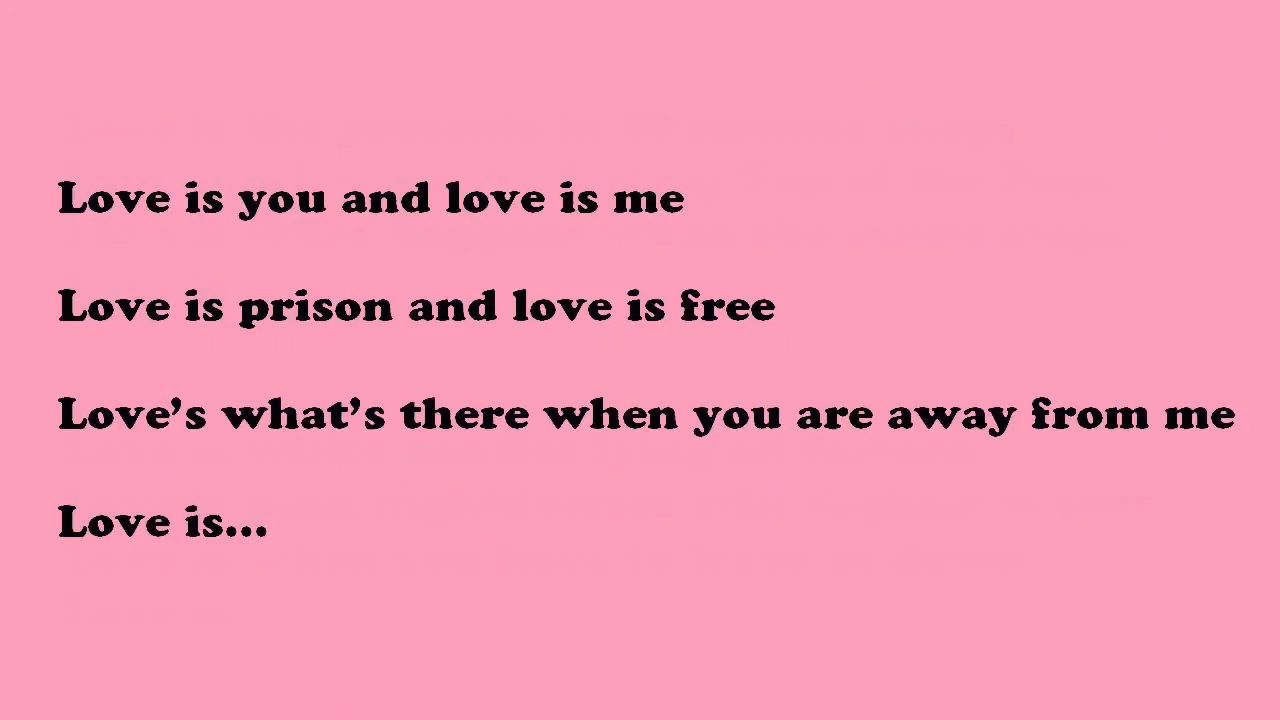 Love is you and love is me
Love is prison and love is free
Love’s what’s there when you are away from me
Love is...